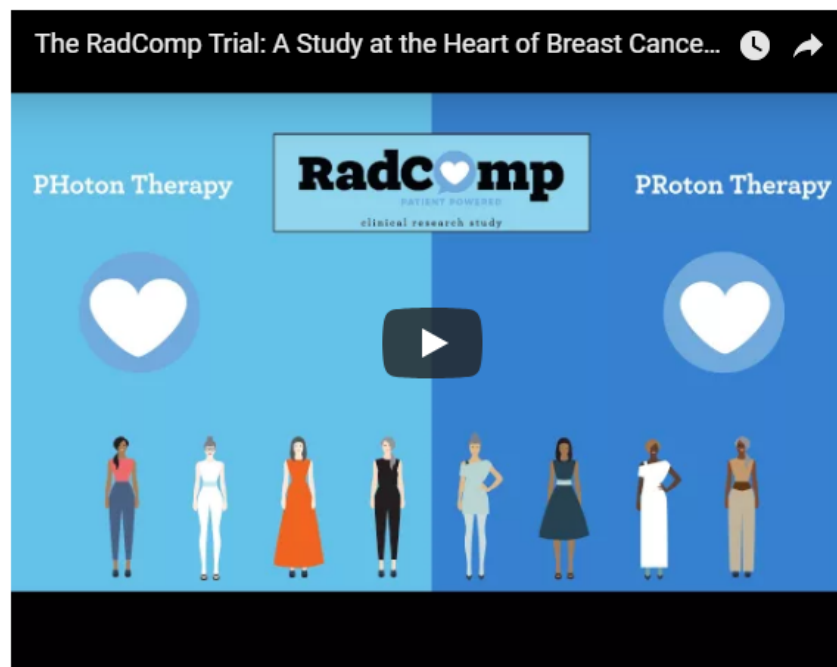 The RadComp Trial: A Study at the Heart of Breast Cance...
PHoton Therapy
RadComp
PATIENT POWERED
clinical research study
PRoton Therapy